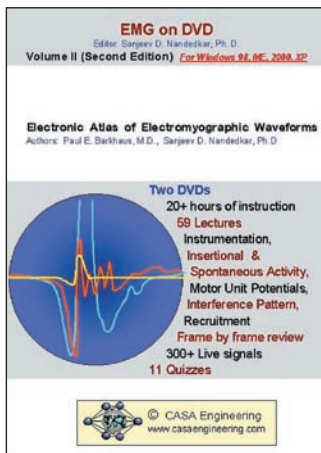 EMG on DVD
Editor: Sanjeev D. Nandedkar, Ph. D.
Volume II (Second Edition) For Windows 98, ME, 2000, XP
Electronic Atlas of Electromyographic Waveforms
Authors: Paul E. Barkhaus, M.D., Sanjeev D. Nandedkar, Ph.D
Two DVDs
20+ hours of instruction
59 Lectures
Instrumentation,
Insertional &
Spontaneous Activity,
Motor Unit Potentials,
Interference Pattern,
Recruitment
Frame by frame review
300+ Live signals
11 Quizzes
© CASA Engineering
www.casaengineering.com